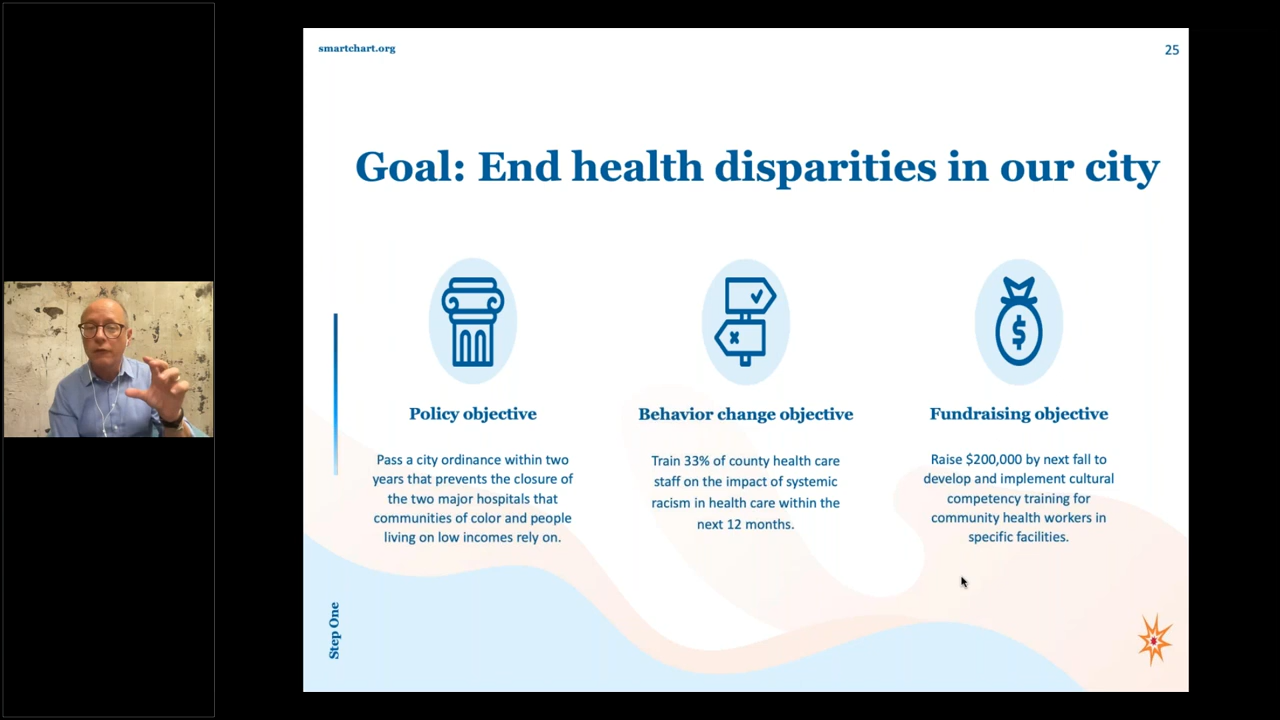 smartchart.org
25
Goal: End health disparities in our city
Policy objective
Pass a city ordinance within two
years that prevents the closure of
the two major hospitals that
communities of color and people
living on low incomes rely on.
Behavior change objective
Train 33% of county health care
staff on the impact of systemic
racism in health care within the
next 12 months.
Fundraising objective
Raise $200,000 by next fall to
develop and implement cultural
competency training for
community health workers in
specific facilities.
Step One